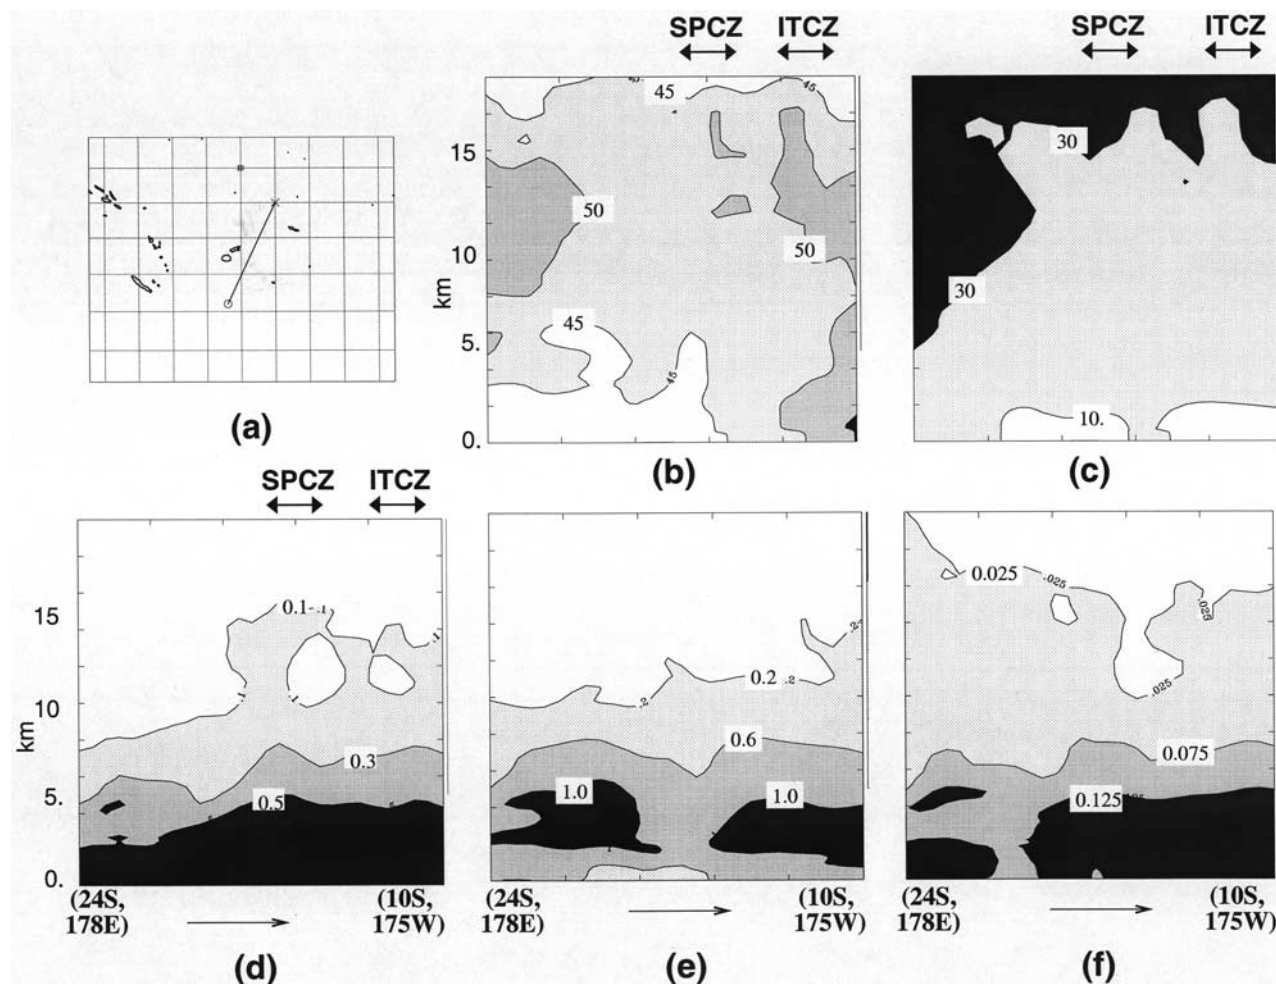 SPCZ ITCZ
SPCZ ITCZ
45
45
15
50
50
10
km
45
5.
45
0.
(b)
30
30
10.
(c)
(a)
SPCZ ITCZ
0.1 .1
.1
15
10
km
0.3
0.5
5.
0.
(24S, 178E)
(10S, 175W)
(d)
.2
0.2 .2
.2
0.6
1.0
1.0
(24S, 178E)
(10S, 175W)
(e)
0.025
.025
.025
.025
0.075
0.125
(24S, 178E)
(10S, 175W)
(f)